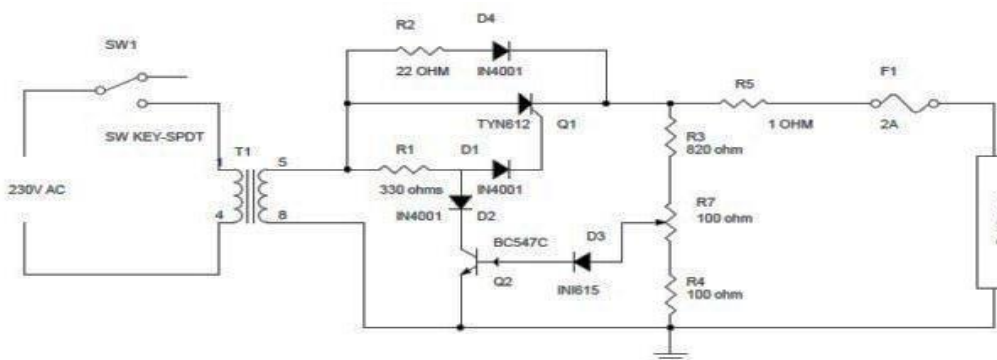 R2
D4
SW1
22 OHM
IN4001
R5
F1
TYN612
Q1
1 OHM
2A
SW KEY-SPDT
R3
820 ohm
T1
R1
D1
1
5
330 ohms
IN4001
230V AC
R7
100 ohm
IN4001
D2
4
8
BC547C
D3
Q2
INI615
R4
100 ohm